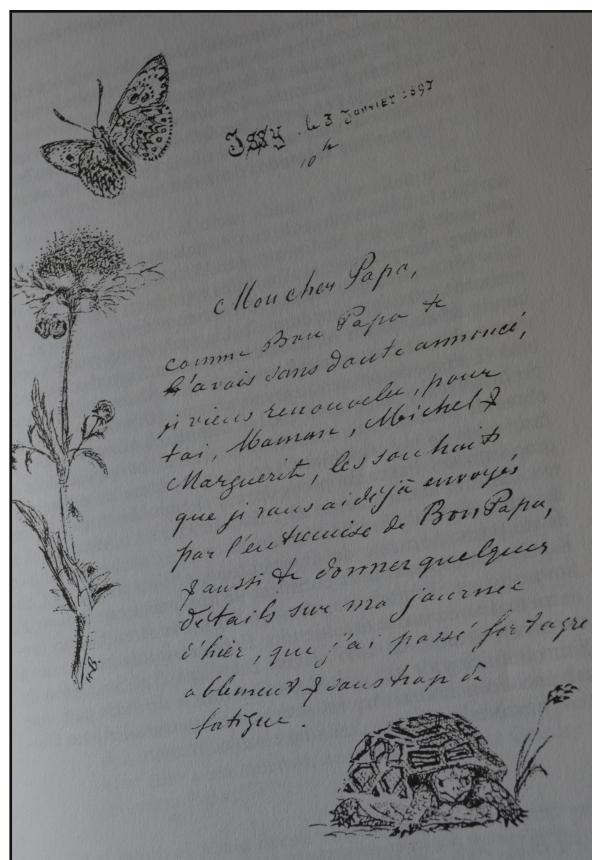 Issy, le 3 Janvier 1897
10 h
Mon cher Papa,
comme Bon Papa te
l'avais sans doute annoncé,
je viens renouveler, pour
toi, Maman, Michel &
Marguerite, les souhaits
que je vous ai déjà envoyés
par l'entremise de Bon Papa,
& aussi te donner quelques
détails sur ma journée
d'hier, que j'ai passé fort agré
ablement & sans trop de
fatigue.